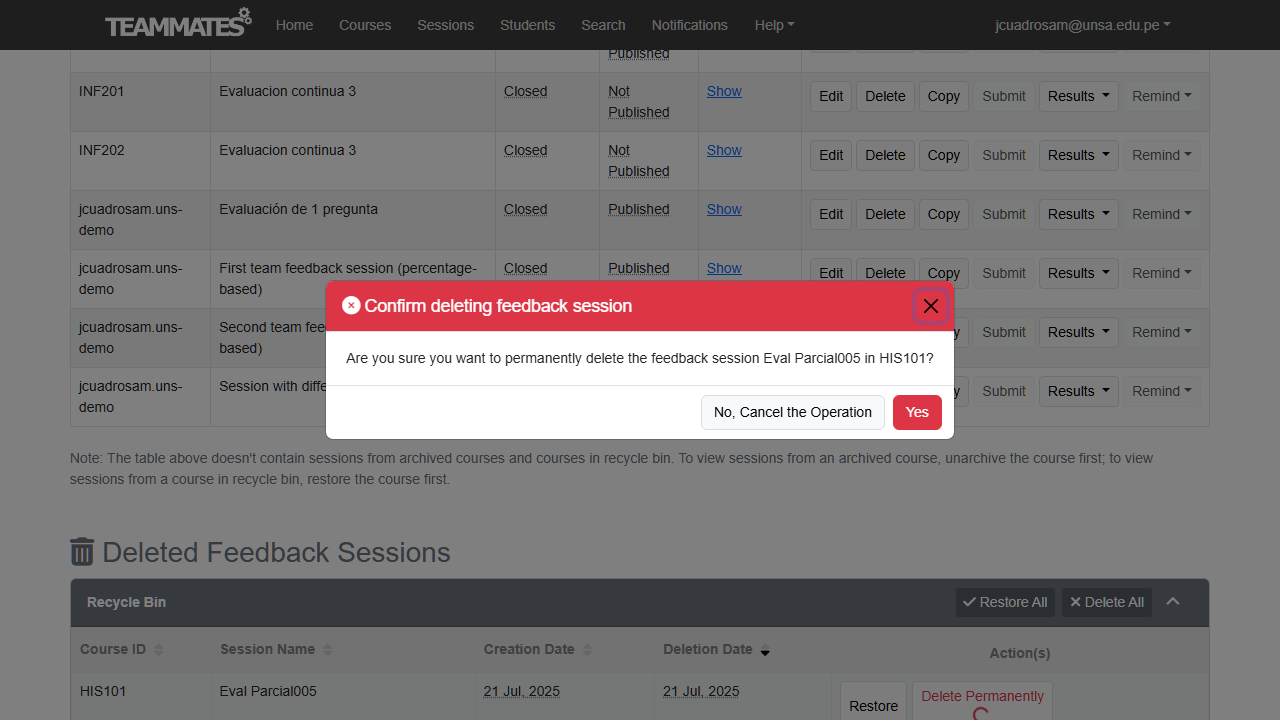 TEAMMATES Home Courses Sessions Students Search Notifications Help jcuadrosam@unsa.edu.pe
Published
INF201 Evaluacion continua 3 Closed Not Published Show Edit Delete Copy Submit Results Remind
INF202 Evaluacion continua 3 Closed Not Published Show Edit Delete Copy Submit Results Remind
jcuadrosam.uns-demo Evaluación de 1 pregunta Closed Published Show Edit Delete Copy Submit Results Remind
jcuadrosam.uns-demo First team feedback session (percentage-based) Closed Published Show Edit Delete Copy Submit Results Remind
Confirm deleting feedback session
jcuadrosam.uns-demo Second team based) Results Remind Submit
Are you sure you want to permanently delete the feedback session Eval Parcial005 in HIS101?
jcuadrosam.uns-demo Session with Submit Results Remind
No, Cancel the Operation Yes
Note: The table above doesn't contain sessions from archived courses and courses in recycle bin. To view sessions from an archived course, unarchive the course first; to view
sessions from a course in recycle bin, restore the course first.
Deleted Feedback Sessions
Recycle Bin Restore All Delete All
Course ID Session Name Creation Date Deletion Date Action(s)
HIS101 Eval Parcial005 21 Jul, 2025 21 Jul, 2025 Restore Delete Permanently